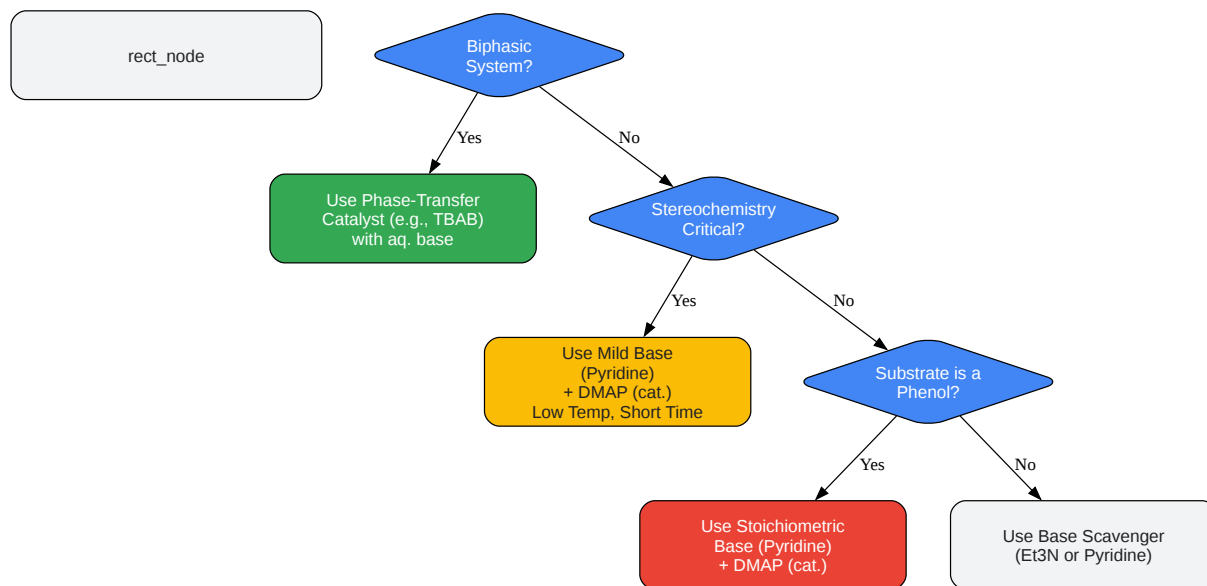 rect_node
Biphasic
System?
Yes
No
Use Phase-Transfer
Catalyst (e.g., TBAB)
with aq. base
Stereochemistry
Critical?
Yes
No
Use Mild Base
(Pyridine)
+ DMAP (cat.)
Low Temp, Short Time
Substrate is a
Phenol?
Yes
No
Use Stoichiometric
Base (Pyridine)
+ DMAP (cat.)
Use Base Scavenger
(Et3N or Pyridine)